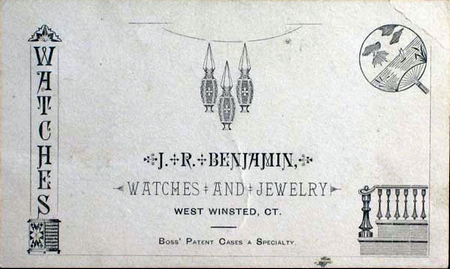 WATCHES
J. R. BENJAMIN,
WATCHES AND JEWELRY
WEST WINSTED, CT.
BOSS' PATENT CASES A SPECIALTY.